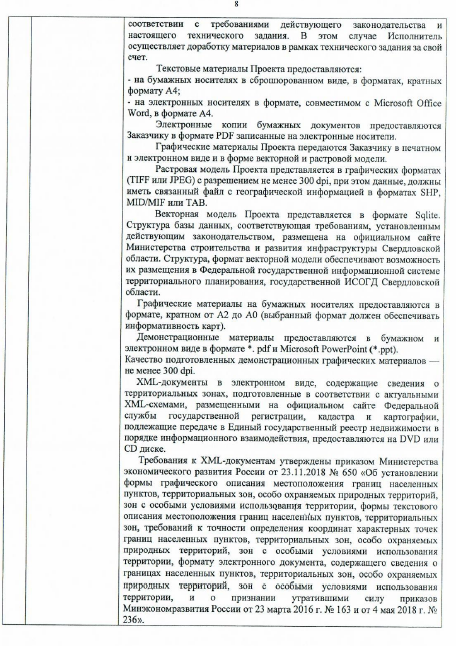 8
соответствии с требованиями действующего законодательства и
настоящего технического задания. В этом случае Исполнитель
осуществляет доработку материалов в рамках технического задания за свой
счет.
Текстовые материалы Проекта предоставляются:
- на бумажных носителях в сброшюрованном виде, в форматах, кратных
формату А4;
- на электронных носителях в формате, совместимом с Microsoft Office
Word, в формате А4.
Электронные копии бумажных документов предоставляются
Заказчику в формате PDF записанные на электронные носители.
Графические материалы Проекта передаются Заказчику в печатном
и электронном виде и в форме векторной и растровой модели.
Растровая модель Проекта представляется в графических форматах
(TIFF или JPEG) с разрешением не менее 300 dpi, при этом данные, должны
иметь связанный файл с географической информацией в форматах SHP,
MID/MIF или TAB.
Векторная модель Проекта представляется в формате Sqlite.
Структура базы данных, соответствующая требованиям, установленным
действующим законодательством, размещена на официальном сайте
Министерства строительства и развития инфраструктуры Свердловской
области. Структура, формат векторной модели обеспечивают возможность
их размещения в Федеральной государственной информационной системе
территориального планирования, государственной ИСОГД Свердловской
области.
Графические материалы на бумажных носителях предоставляются в
формате, кратном от А2 до А0 (выбранный формат должен обеспечивать
информативность карт).
Демонстрационные материалы предоставляются в бумажном и
электронном виде в формате *. pdf и Microsoft PowerPoint (*.ppt).
Качество подготовленных демонстрационных графических материалов —
не менее 300 dpi.
XML-документы в электронном виде, содержащие сведения о
территориальных зонах, подготовленные в соответствии с актуальными
XML-схемами, размещенными на официальном сайте Федеральной
службы государственной регистрации, кадастра и картографии,
подлежащие передаче в Единый государственный реестр недвижимости в
порядке информационного взаимодействия, предоставляются на DVD или
CD диске.
Требования к XML-документам утверждены приказом Министерства
экономического развития России от 23.11.2018 № 650 «Об установлении
формы графического описания местоположения границ населенных
пунктов, территориальных зон, особо охраняемых природных территорий,
зон с особыми условиями использования территории, формы текстового
описания местоположения границ населенных пунктов, территориальных
зон, требований к точности определения координат характерных точек
границ населенных пунктов, территориальных зон, особо охраняемых
природных территорий, зон с особыми условиями использования
территории, формату электронного документа, содержащего сведения о
границах населенных пунктов, территориальных зон, особо охраняемых
природных территорий, зон с особыми условиями использования
территории, и о признании утратившими силу приказов
Минэкономразвития России от 23 марта 2016 г. № 163 и от 4 мая 2018 г. №
236».